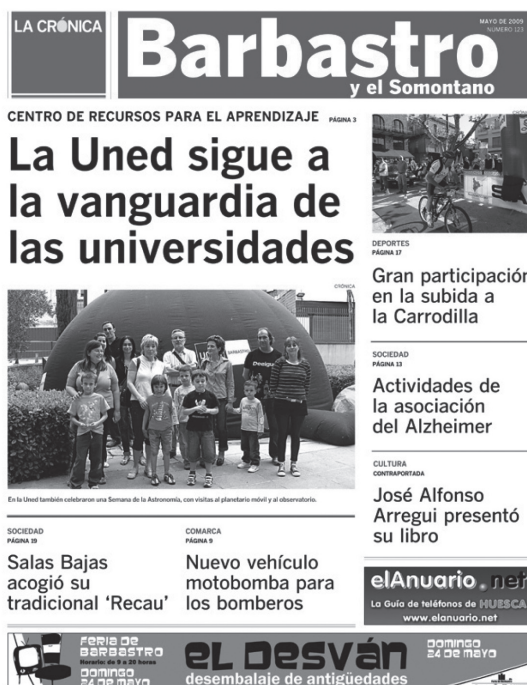 LA CRÓNICA
Barbastro
y el Somontano
MAYO DE 2009
NÚMERO 123
CENTRO DE RECURSOS PARA EL APRENDIZAJE PÁGINA 3
La Uned sigue a
la vanguardia de
las universidades
CRÓNICA
En la Uned también celebraron una Semana de la Astronomía, con visitas al planetario móvil y al observatorio.
DEPORTES
PÁGINA 17
Gran participación
en la subida a
la Carrodilla
SOCIEDAD
PÁGINA 13
Actividades de
la asociación
del Alzheimer
CULTURA
CONTRAPORTADA
José Alfonso
Arregui presentó
su libro
SOCIEDAD
PÁGINA 19
Salas Bajas
acogió su
tradicional ‘Recau’
COMARCA
PÁGINA 9
Nuevo vehículo
motobomba para
los bomberos
elAnuario.net
La Guía de teléfonos de HUESCA
www.elanuario.net
FERIA DE
BARBASTRO
Horario: de 9 a 20 horas
DOMINGO
24 DE MAYO
EL DESVÁN
desembalaje de antigüedades
DOMINGO
24 DE MAYO